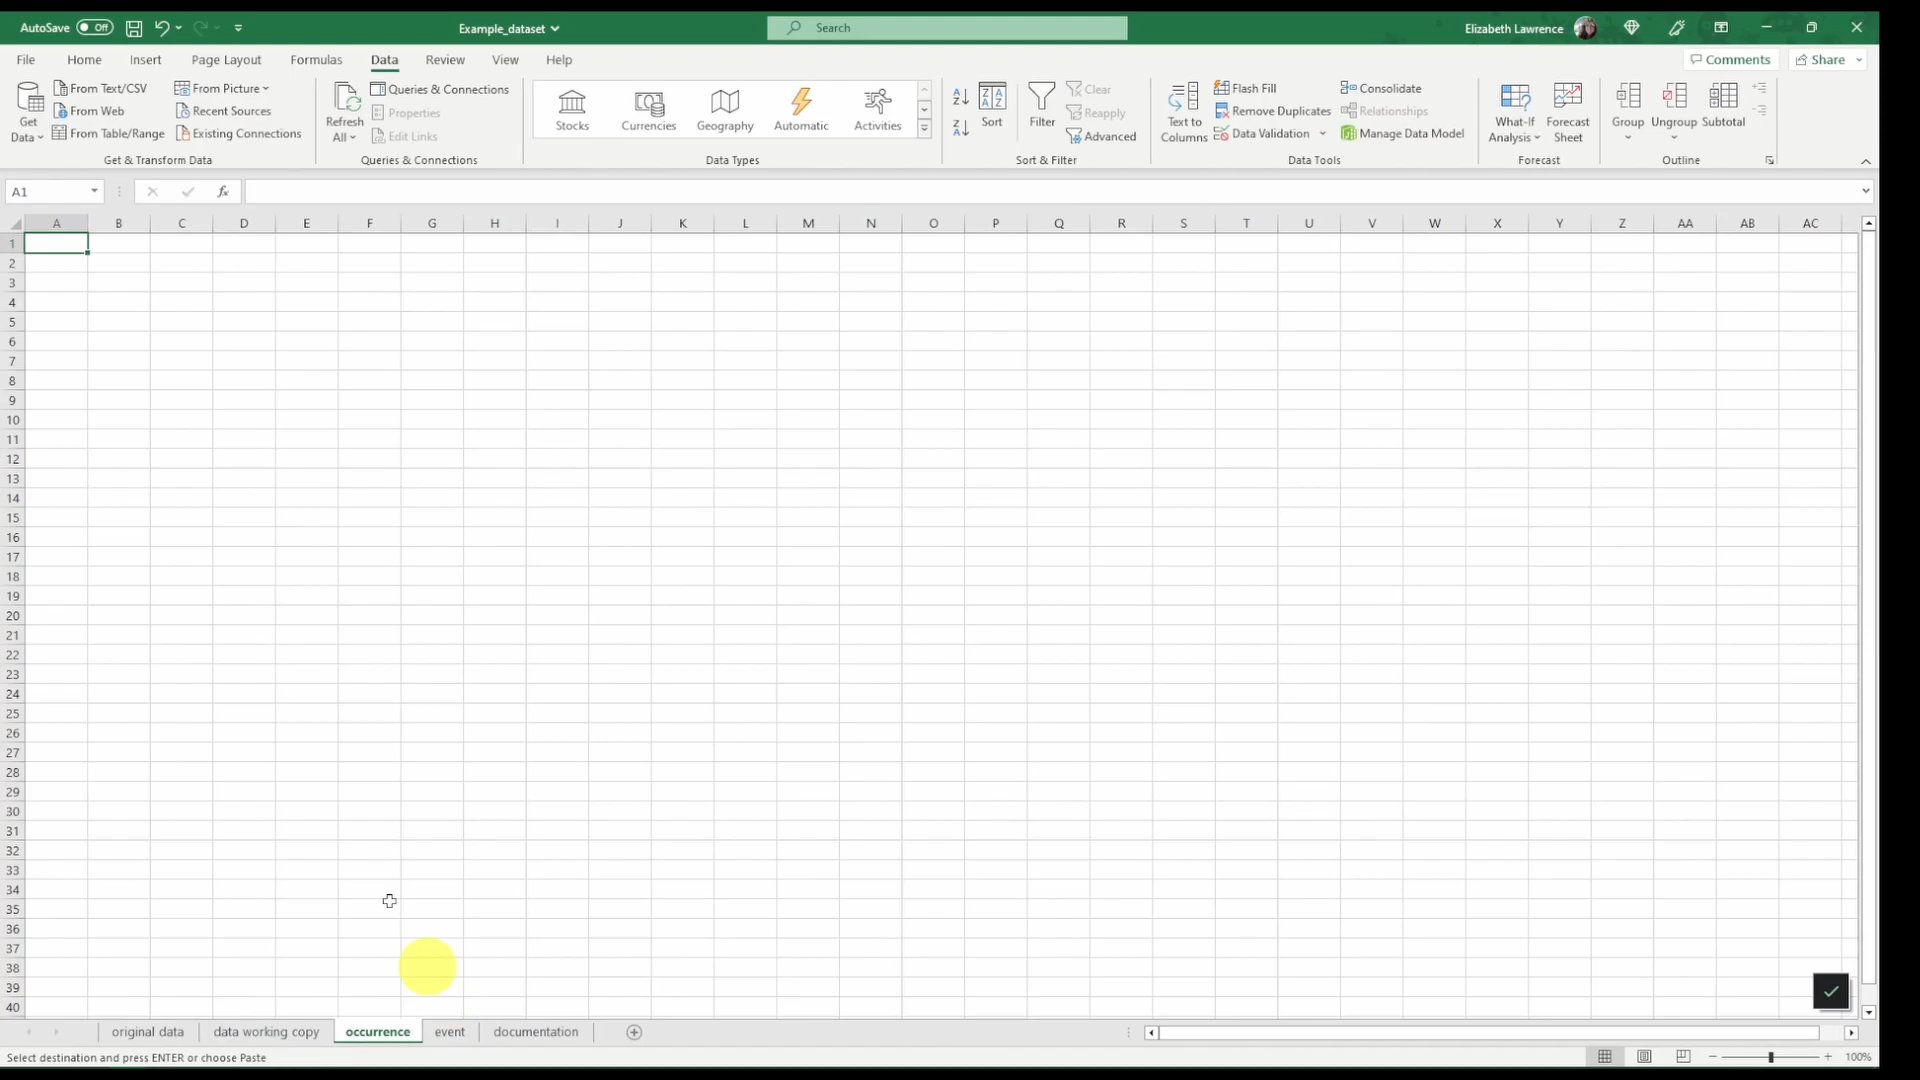 AutoSave Off Example_dataset Search Elizabeth Lawrence
File Home Insert Page Layout Formulas Data Review View Help Comments Share
Get Data
From Text/CSV
From Web
From Table/Range
From Picture
Recent Sources
Existing Connections
Get & Transform Data
Refresh All
Queries & Connections
Properties
Edit Links
Queries & Connections
Stocks Currencies Geography Automatic Activities
Data Types
Sort
Filter
Clear
Reapply
Advanced
Sort & Filter
Text to Columns
Flash Fill
Remove Duplicates
Data Validation
Consolidate
Relationships
Manage Data Model
Data Tools
What-If Analysis
Forecast Sheet
Forecast
Group Ungroup Subtotal
Outline
A1 fx
A B C D E F G H I J K L M N O P Q R S T U V W X Y Z AA AB AC
1
2
3
4
5
6
7
8
9
10
11
12
13
14
15
16
17
18
19
20
21
22
23
24
25
26
27
28
29
30
31
32
33
34
35
36
37
38
39
40
original data data working copy occurrence event documentation
Select destination and press ENTER or choose Paste 100%